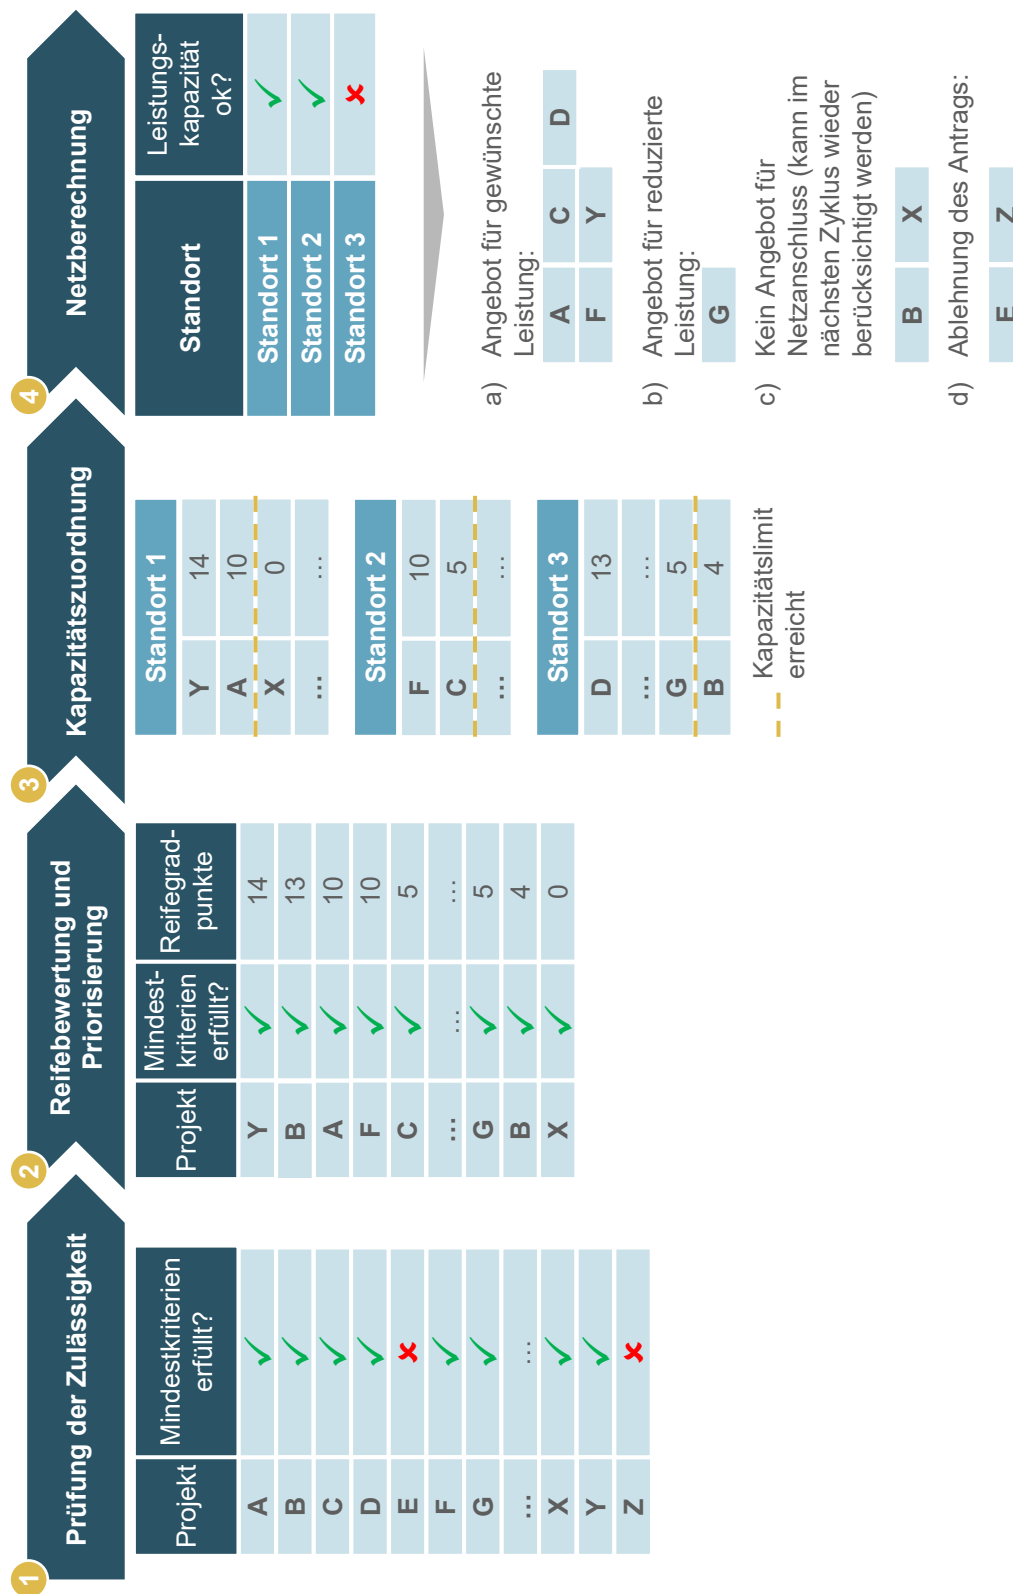 1
Prüfung der Zulässigkeit
Projekt
Mindestkriterien
erfüllt?
A
B
C
D
E
F
G
...
...
X
Y
Z
2
Reifebewertung und
Priorisierung
Projekt
Mindest-
kriterien
erfüllt?
Reifegrad-
punkte
Y 14
B 13
A 10
F 10
C 5
... ... ...
G 5
B 4
X 0
3
Kapazitätszuordnung
Standort 1
Y 14
A 10
X 0
... ...
Standort 2
F 10
C 5
... ...
Standort 3
D 13
... ...
G 5
B 4
Kapazitätslimit
erreicht
4
Netzberechnung
Standort
Leistungs-
kapazität
ok?
Standort 1
Standort 2
Standort 3
a) Angebot für gewünschte
Leistung:
A C D
F Y
b) Angebot für reduzierte
Leistung:
G
c) Kein Angebot für
Netzanschluss (kann im
nächsten Zyklus wieder
berücksichtigt werden)
B X
d) Ablehnung des Antrags:
E Z